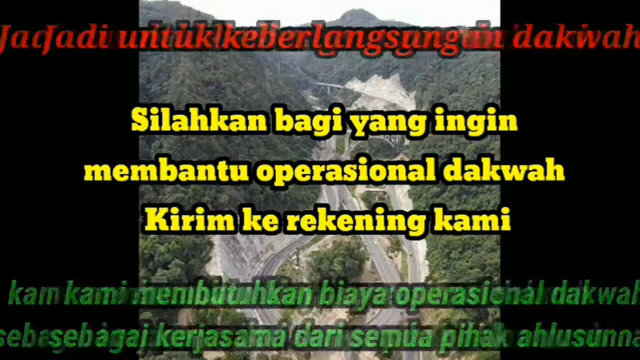 Jadi untuk keberlangsungan dakwah
Silahkan bagi yang ingin
membantu operasional dakwah
Kirim ke rekening kami
kami membutuhkan biaya operasional dakwah
sebagai kerjasama dari semua pihak ahlusunn